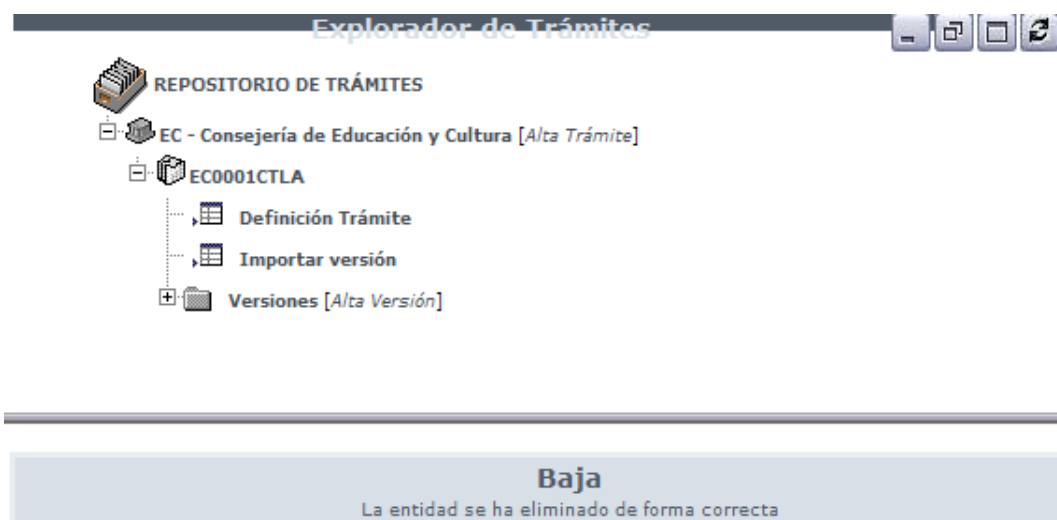 Explorador de Trámites
REPOSITORIO DE TRÁMITES
EC - Consejería de Educación y Cultura [Alta Trámite]
EC0001CTLA
Definición Trámite
Importar versión
Versiones [Alta Versión]
Baja
La entidad se ha eliminado de forma correcta